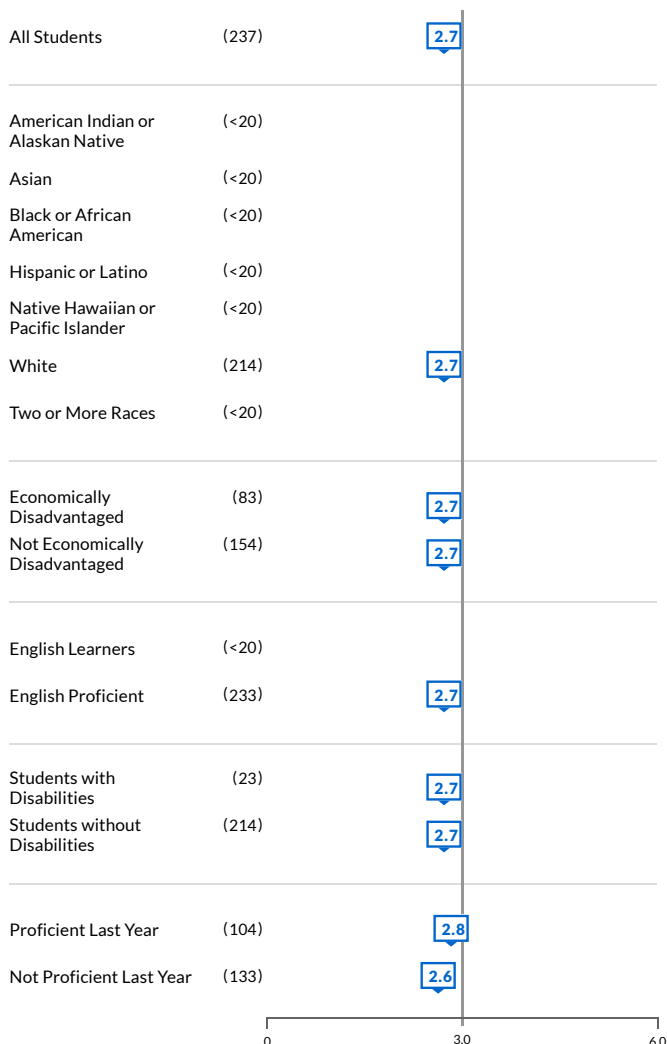 All Students (237) 2.7
American Indian or (<20)
Alaskan Native
Asian (<20)
Black or African (<20)
American
Hispanic or Latino (<20)
Native Hawaiian or (<20)
Pacific Islander
White (214) 2.7
Two or More Races (<20)
Economically (83) 2.7
Disadvantaged
Not Economically (154) 2.7
Disadvantaged
English Learners (<20)
English Proficient (233) 2.7
Students with (23) 2.7
Disabilities
Students without (214) 2.7
Disabilities
Proficient Last Year (104) 2.8
Not Proficient Last Year (133) 2.6
0 3.0 6.0